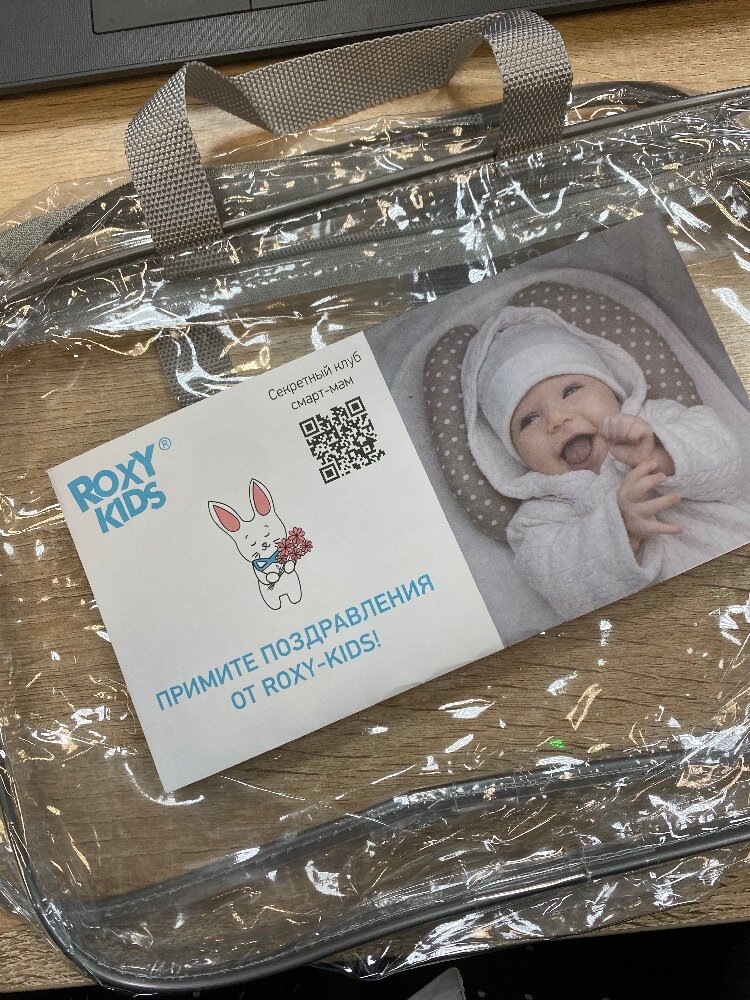 Секретный клуб
смарт-мам
ROXY®
KIDS
ПРИМИТЕ ПОЗДРАВЛЕНИЯ
ОТ ROXY-KIDS!